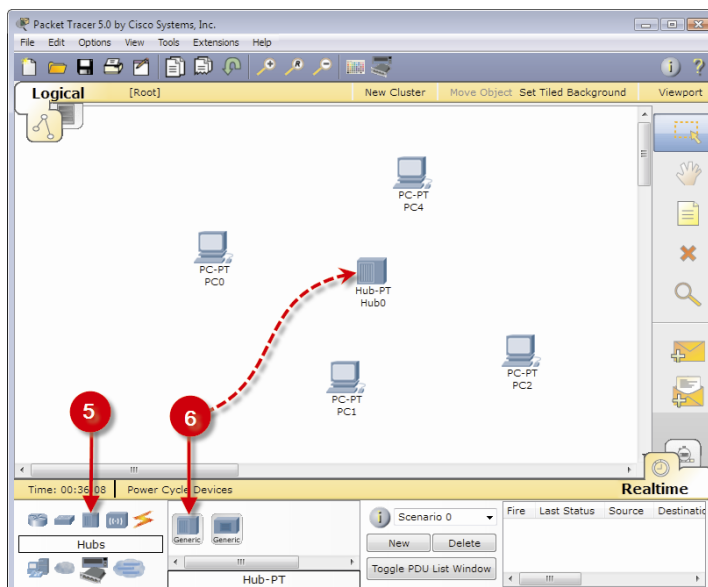 Packet Tracer 5.0 by Cisco Systems, Inc.
File Edit Options View Tools Extensions Help
Logical [Root] New Cluster Move Object Set Tiled Background Viewport
PC-PT
PC4
PC-PT
PC0
Hub-PT
Hub0
PC-PT
PC2
PC-PT
PC1
5
6
Time: 00:36:08 Power Cycle Devices Realtime
Hubs
Generic Generic
Hub-PT
Scenario 0
New Delete
Toggle PDU List Window
Fire Last Status Source